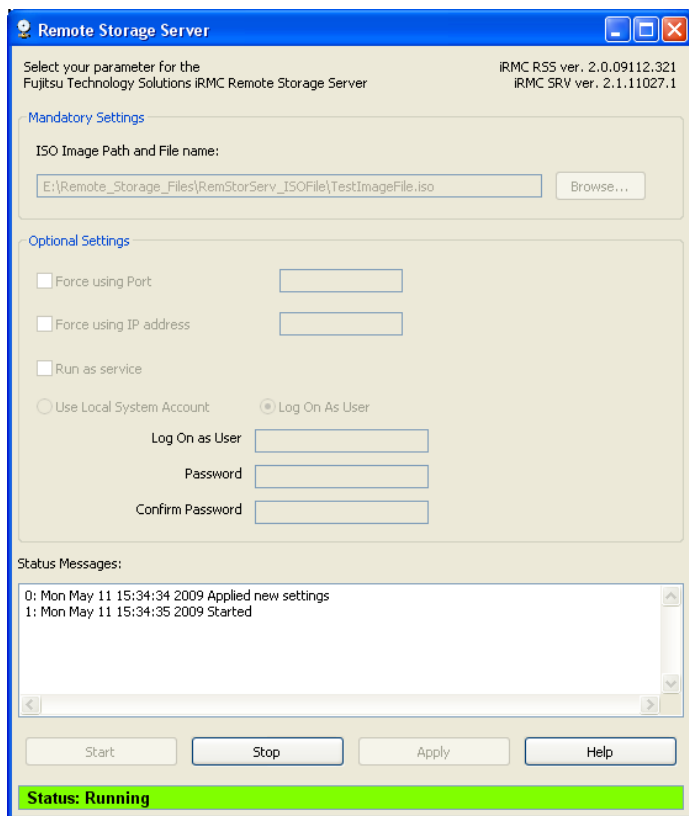 Remote Storage Server
Select your parameter for the
Fujitsu Technology Solutions iRMC Remote Storage Server
iRMC RSS ver. 2.0.09112.321
iRMC SRV ver. 2.1.11027.1
Mandatory Settings
ISO Image Path and File name:
E:\Remote_Storage_Files\RemStorServ_ISOFile\TestImageFile.iso
Browse...
Optional Settings
Force using Port
Force using IP address
Run as service
Use Local System Account
Log On As User
Log On as User
Password
Confirm Password
Status Messages:
0: Mon May 11 15:34:34 2009 Applied new settings
1: Mon May 11 15:34:35 2009 Started
Start
Stop
Apply
Help
Status: Running